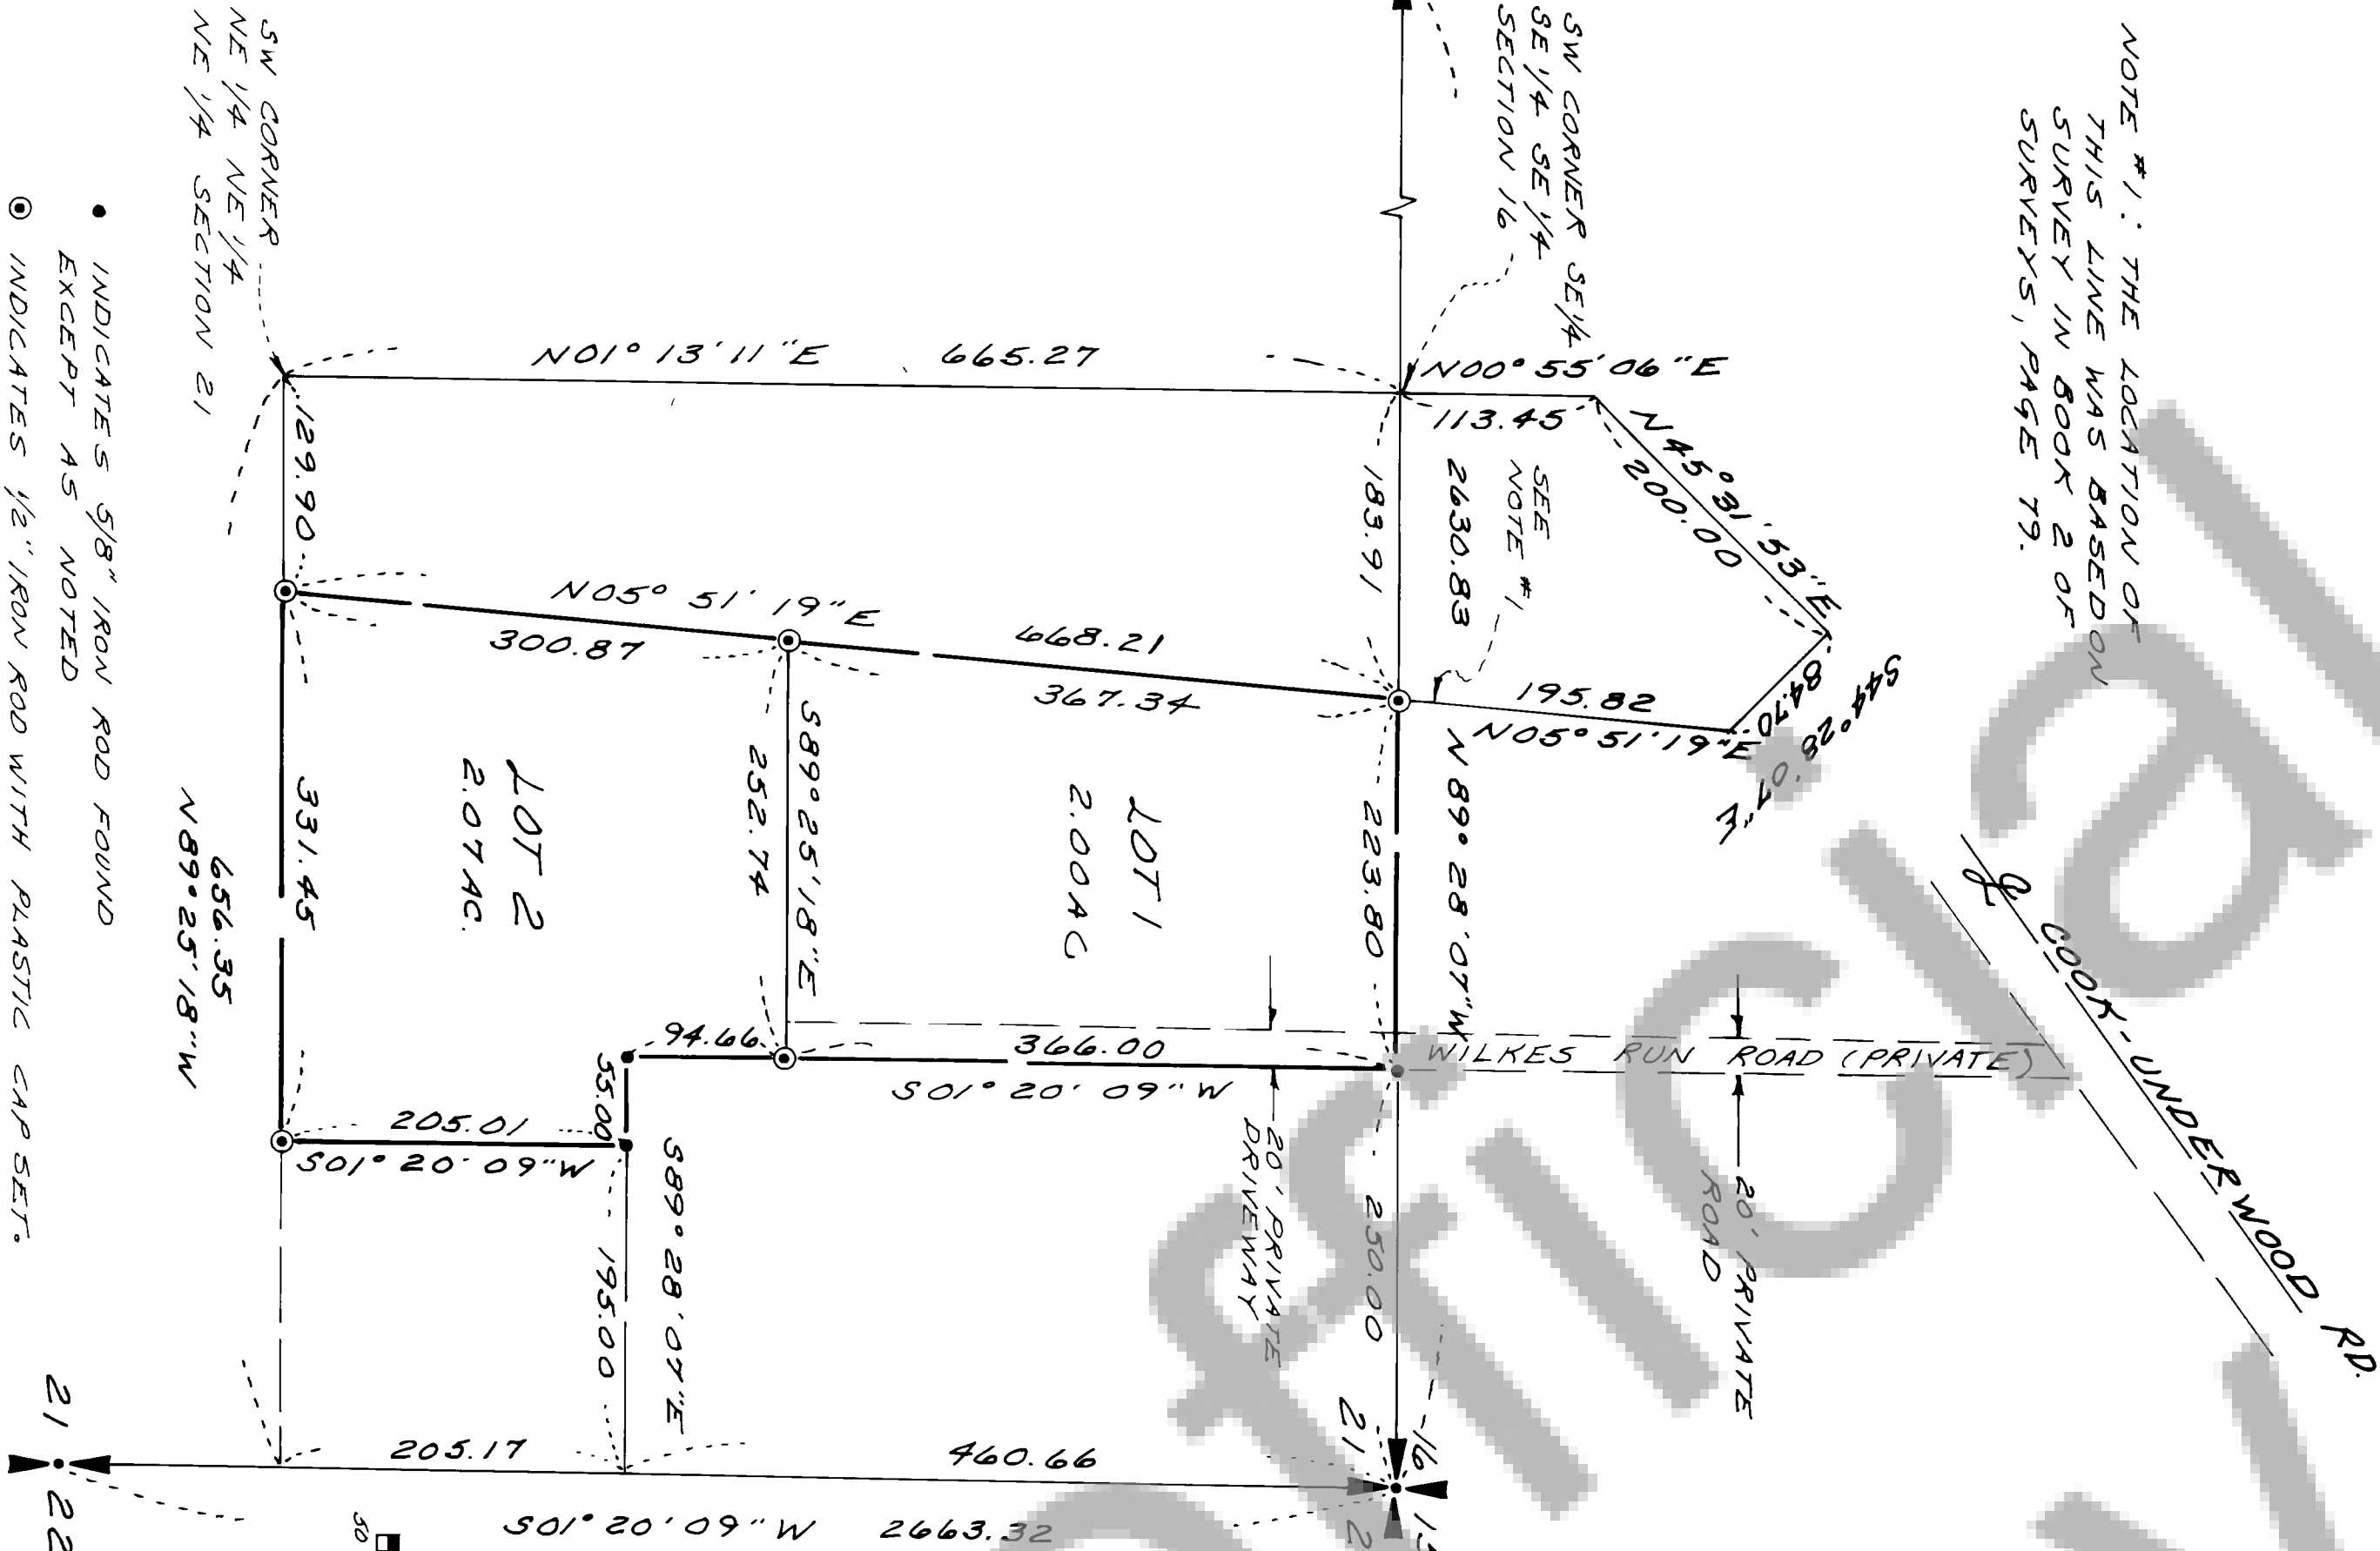 NOTE #1: THE LOCATION OF
THIS LINE WAS BASED ON
SURVEY IN BOOK 2 OF
SURVEYS, PAGE 79.
SW CORNER SE 1/4
SE 1/4 SE 1/4
SECTION 16
SW CORNER
NE 1/4 NE 1/4
NE 1/4 SECTION 21
• INDICATES 5/8" IRON ROD FOUND
EXCEPT AS NOTED
INDICATES 1/2" IRON ROD WITH PLASTIC CAP SET.
N01° 13' 11" E 665.27
N00° 55' 06" E
113.45
N45° 31' 53" E
200.00
S44° 28' 07" E
84.70
195.82
N05° 51' 19" E
SEE
NOTE #1
183.91
2630.83
129.90
N05° 51' 19" E
300.87
668.21
367.34
S89° 25' 18" E
252.74
LOT 1
2.00 AC
LOT 2
2.07 AC.
223.80
N89° 28' 07" W
331.45
656.35
N89° 25' 18" W
94.66
366.00
S01° 20' 09" W
55.00
205.01
S01° 20' 09" W
S89° 28' 07" E
195.00
250.00
20' PRIVATE
DRIVEWAY
20' PRIVATE
ROAD
WILKES RUN ROAD (PRIVATE)
℄ COOK-UNDERWOOD RD.
205.17
460.66
S01° 20' 09" W 2663.32
16
21
21
22
50